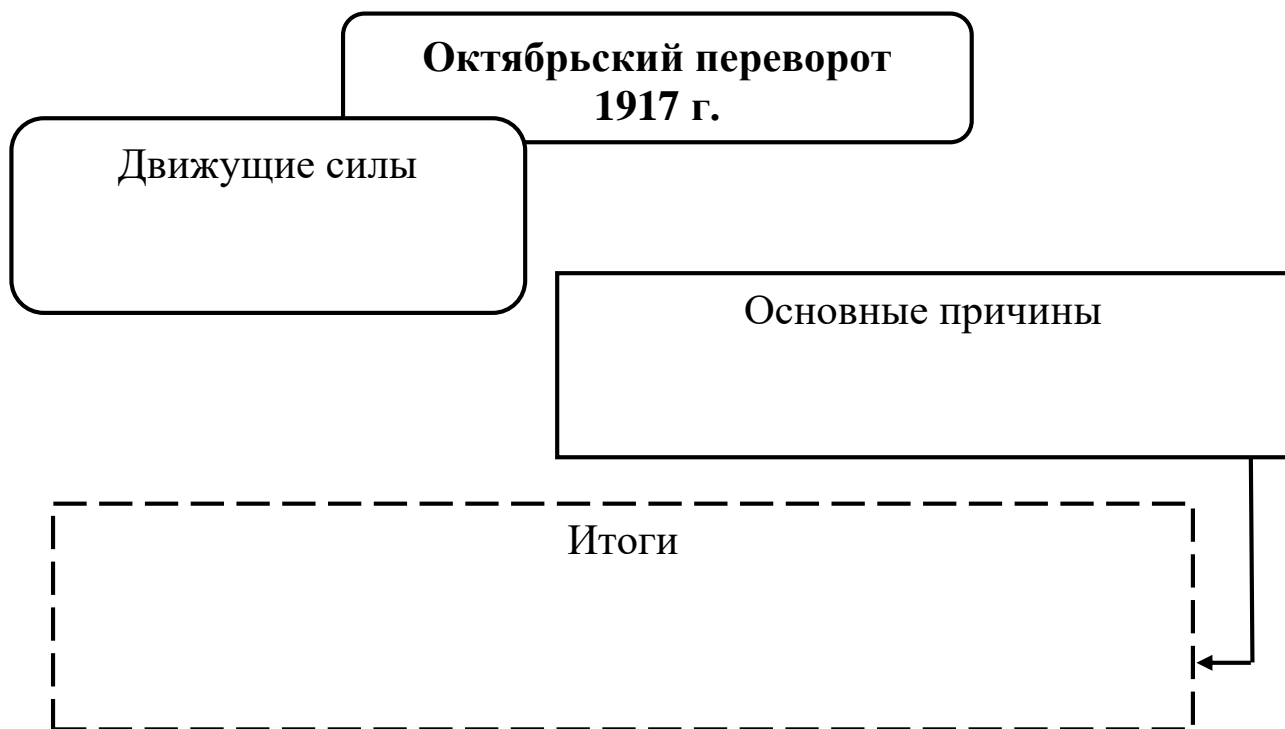 Октябрьский переворот
1917 г.
Движущие силы
Основные причины
Итоги